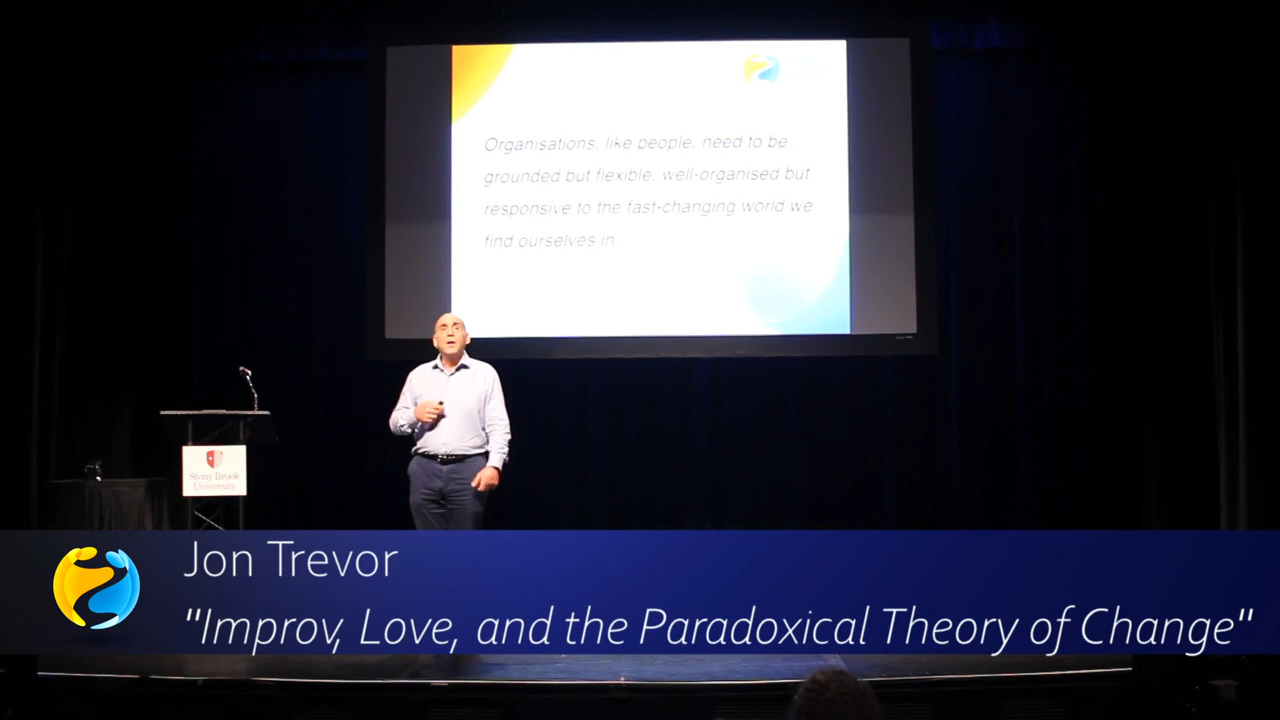 Organisations, like people, need to be
grounded but flexible, well-organised but
responsive to the fast-changing world we
find ourselves in.
Stony Brook
University
Jon Trevor
"Improv, Love, and the Paradoxical Theory of Change"